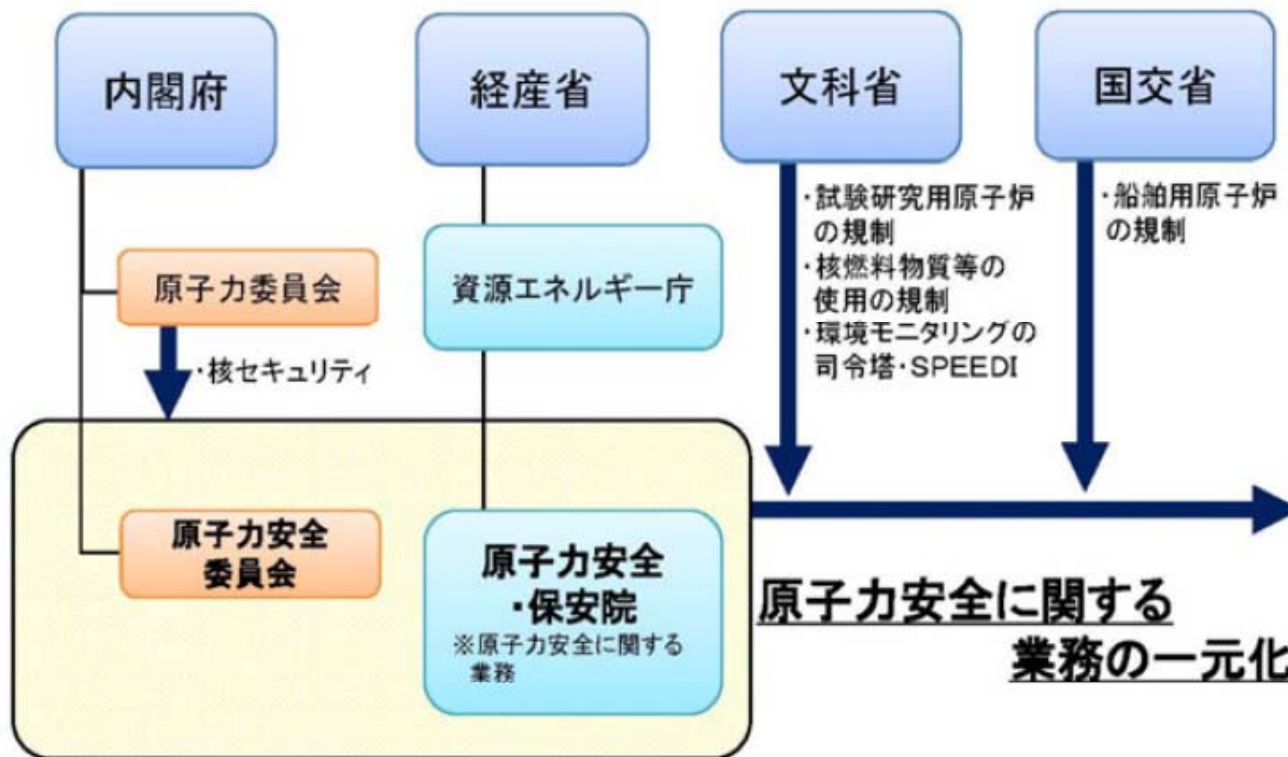 内閣府
経産省
文科省
国交省
・試験研究用原子炉
の規制
・核燃料物質等の
使用の規制
・環境モニタリングの
司令塔・SPEEDI
・船舶用原子炉
の規制
原子力委員会
資源エネルギー庁
・核セキュリティ
原子力安全
委員会
原子力安全
・保安院
※原子力安全に関する
業務
原子力安全に関する
業務の一元化